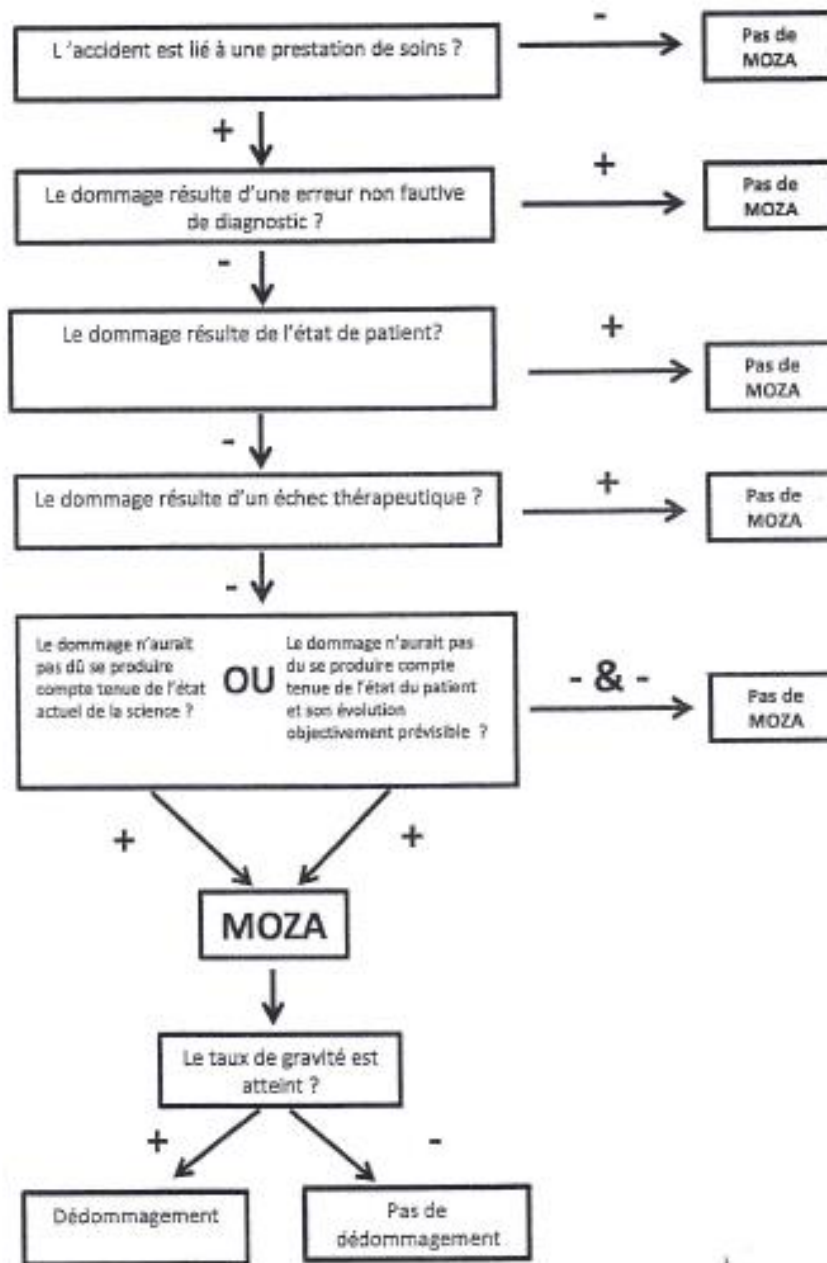 L 'accident est lié à une prestation de soins ?
-
Pas de
MOZA
+
Le dommage résulte d'une erreur non fautive
de diagnostic ?
+
Pas de
MOZA
-
Le dommage résulte de l'état de patient?
+
Pas de
MOZA
-
Le dommage résulte d'un échec thérapeutique ?
+
Pas de
MOZA
-
Le dommage n'aurait
pas dû se produire
compte tenue de l'état
actuel de la science ?
OU
Le dommage n'aurait pas
du se produire compte
tenue de l'état du patient
et son évolution
objectivement prévisible ?
- & -
Pas de
MOZA
+
+
MOZA
Le taux de gravité est
atteint ?
+
-
Dédommagement
Pas de
dédommagement